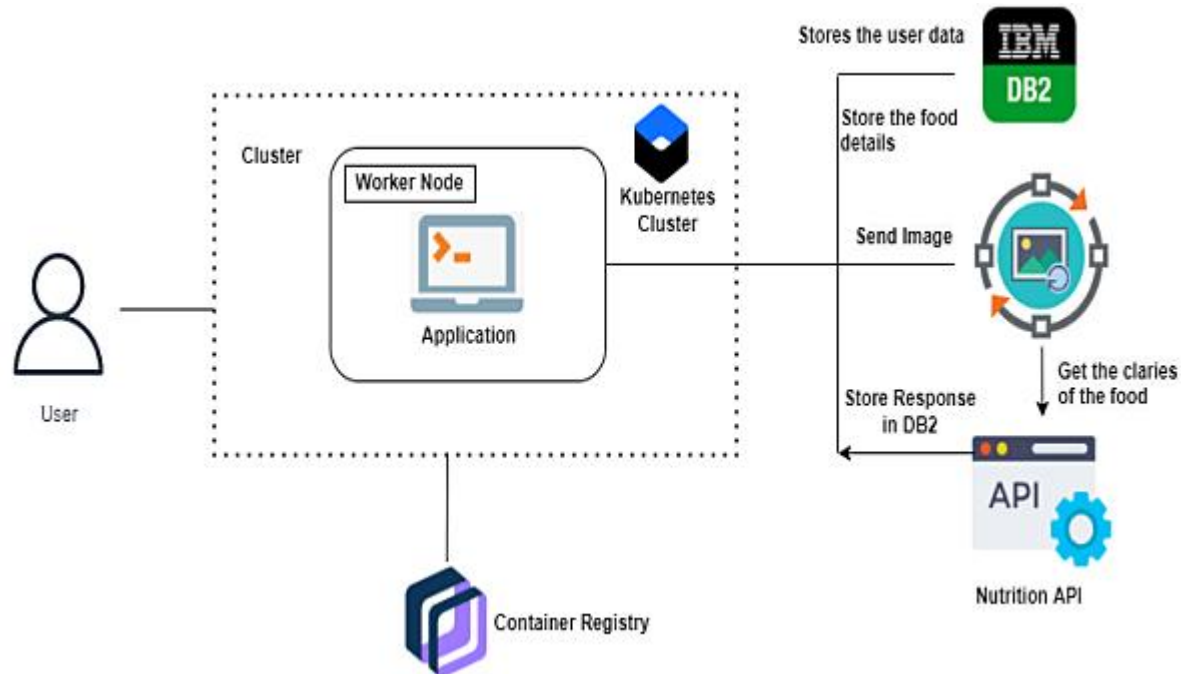 Stores the user data
IBM
DB2
Store the food
details
Cluster
Worker Node
Kubernetes
Cluster
Send Image
Application
User
Get the claries
of the food
Store Response
in DB2
API
Nutrition API
Container Registry